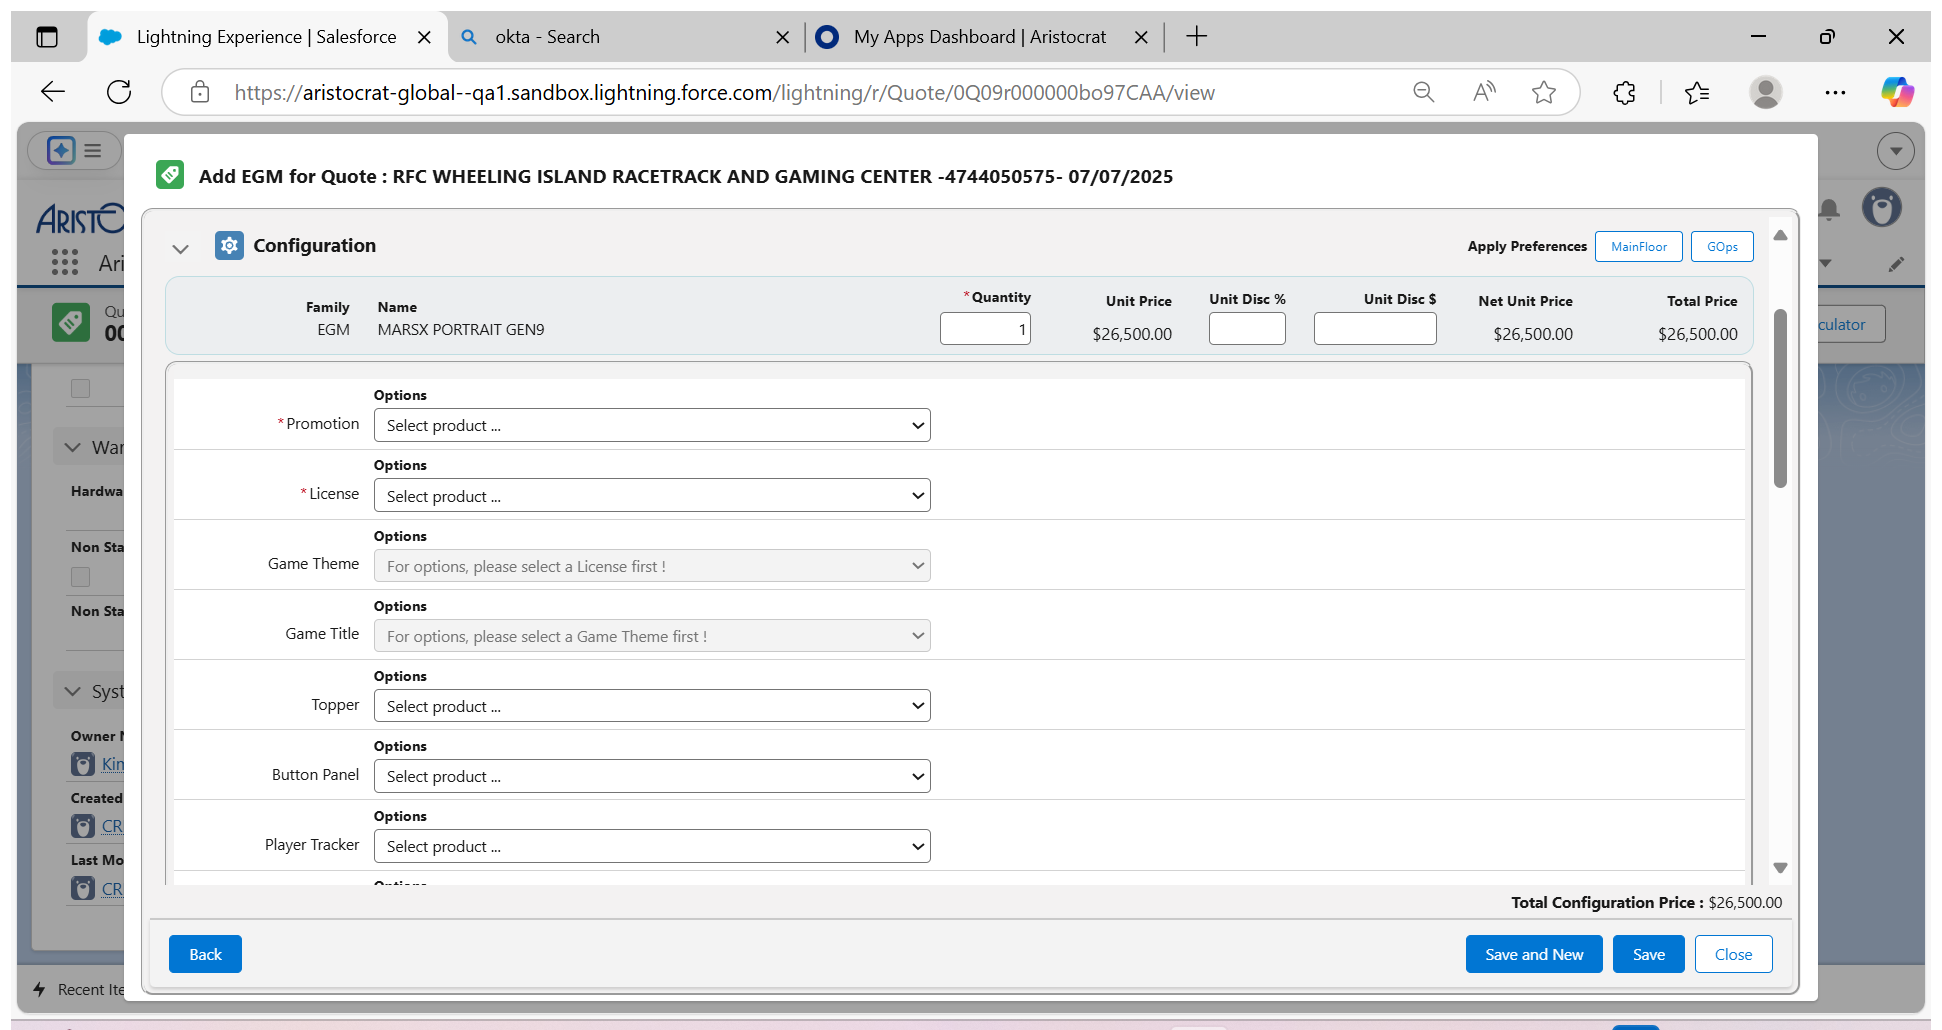 Lightning Experience | Salesforce
okta - Search
My Apps Dashboard | Aristocrat
https://aristocrat-global--qa1.sandbox.lightning.force.com/lightning/r/Quote/0Q09r000000bo97CAA/view
Add EGM for Quote : RFC WHEELING ISLAND RACETRACK AND GAMING CENTER -4744050575- 07/07/2025
Configuration
Apply Preferences
MainFloor
GOps
Family
Name
*Quantity
Unit Price
Unit Disc %
Unit Disc $
Net Unit Price
Total Price
EGM
MARSX PORTRAIT GEN9
1
$26,500.00
$26,500.00
$26,500.00
Options
*Promotion
Select product ...
Options
*License
Select product ...
Options
Game Theme
For options, please select a License first !
Options
Game Title
For options, please select a Game Theme first !
Options
Topper
Select product ...
Options
Button Panel
Select product ...
Options
Player Tracker
Select product ...
Options
Total Configuration Price : $26,500.00
Back
Save and New
Save
Close
ARISTO
Ari
Qu
00
culator
War
Hardwa
Non Sta
Non Sta
Syst
Owner N
Kin
Created
CR
Last Mo
CR
Recent Ite